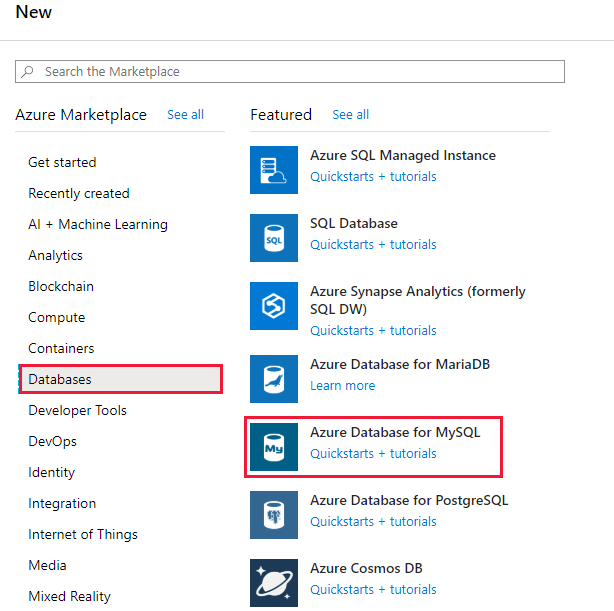 New
Search the Marketplace
Azure Marketplace See all
Get started
Recently created
AI + Machine Learning
Analytics
Blockchain
Compute
Containers
Databases
Developer Tools
DevOps
Identity
Integration
Internet of Things
Media
Mixed Reality
Featured See all
Azure SQL Managed Instance
Quickstarts + tutorials
SQL
SQL Database
Quickstarts + tutorials
Azure Synapse Analytics (formerly
SQL DW)
Quickstarts + tutorials
Azure Database for MariaDB
Learn more
My
Azure Database for MySQL
Quickstarts + tutorials
Azure Database for PostgreSQL
Quickstarts + tutorials
Azure Cosmos DB
Quickstarts + tutorials